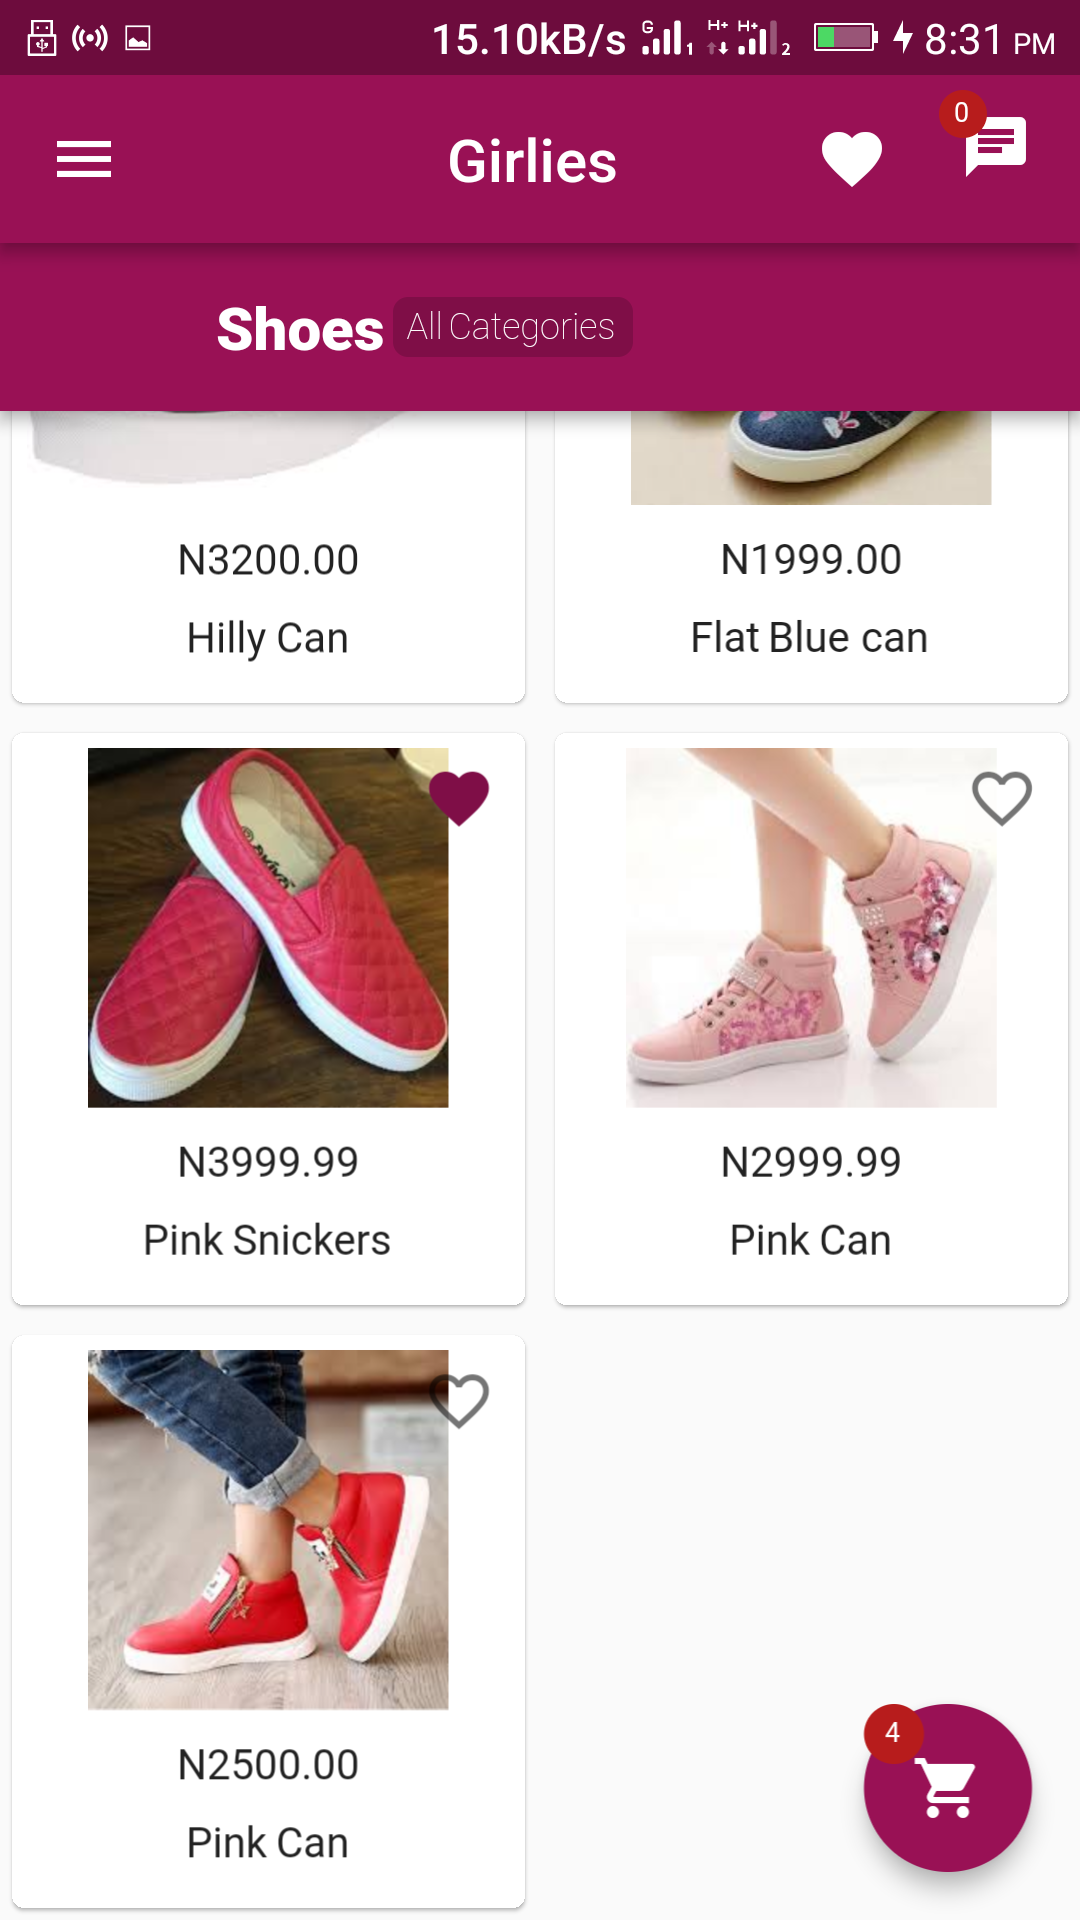 15.10kB/s G 1 H+ H+ 2 8:31 PM
Girlies
0
Shoes All Categories
N3200.00 N1999.00
Hilly Can Flat Blue can
N3999.99 N2999.99
Pink Snickers Pink Can
N2500.00
Pink Can
4